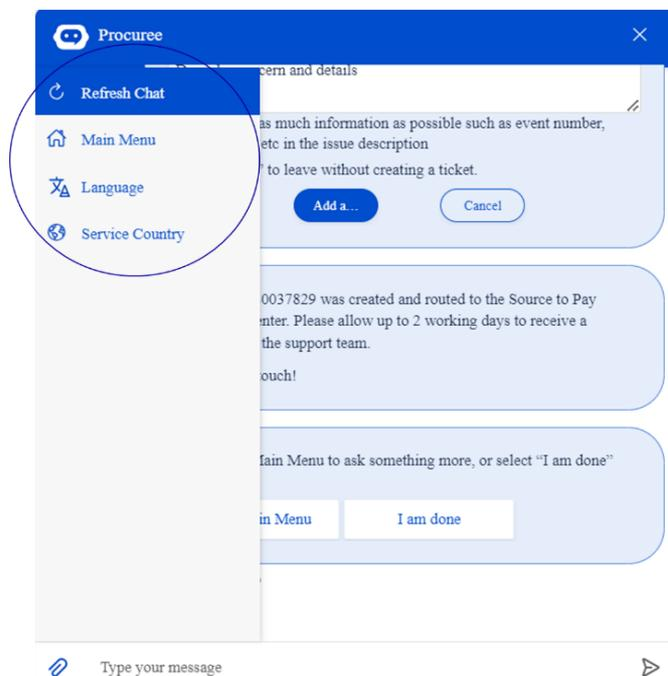 Procuree
cern and details
Refresh Chat
as much information as possible such as event number,
Main Menu
etc in the issue description
to leave without creating a ticket.
Language
Add a...
Cancel
Service Country
0037829 was created and routed to the Source to Pay
enter. Please allow up to 2 working days to receive a
the support team.
ouch!
Main Menu to ask something more, or select “I am done”
in Menu
I am done
Type your message